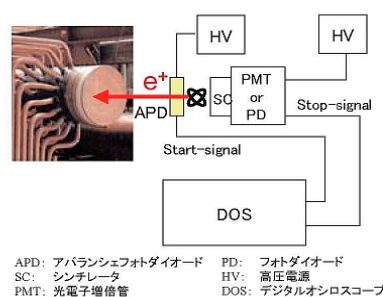 HV
HV
e+
APD
SC
PMT
or
PD
Stop-signal
Start-signal
DOS
APD: アバランシェフォトダイオード PD: フォトダイオード
SC: シンチレータ HV: 高圧電源
PMT: 光電子増倍管 DOS: デジタルオシロスコープ